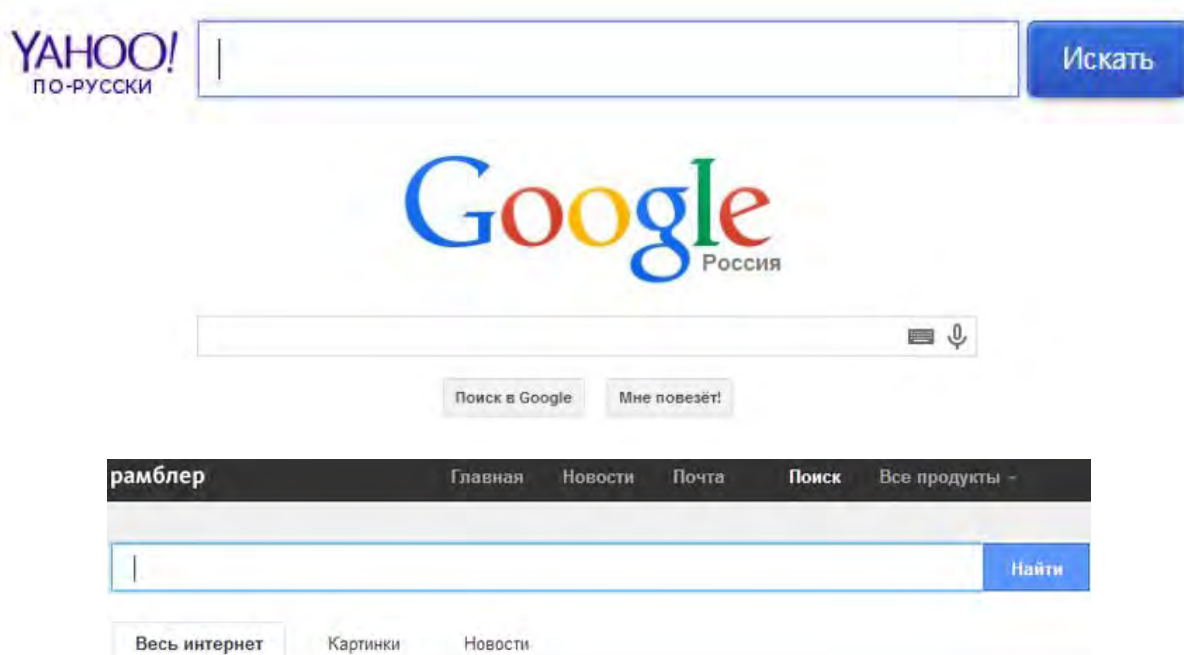 YAHOO! Искать
ПО-РУССКИ
Google
Россия
Поиск в Google Мне повезёт!
рамблер Главная Новости Почта Поиск Все продукты
Найти
Весь интернет Картинки Новости